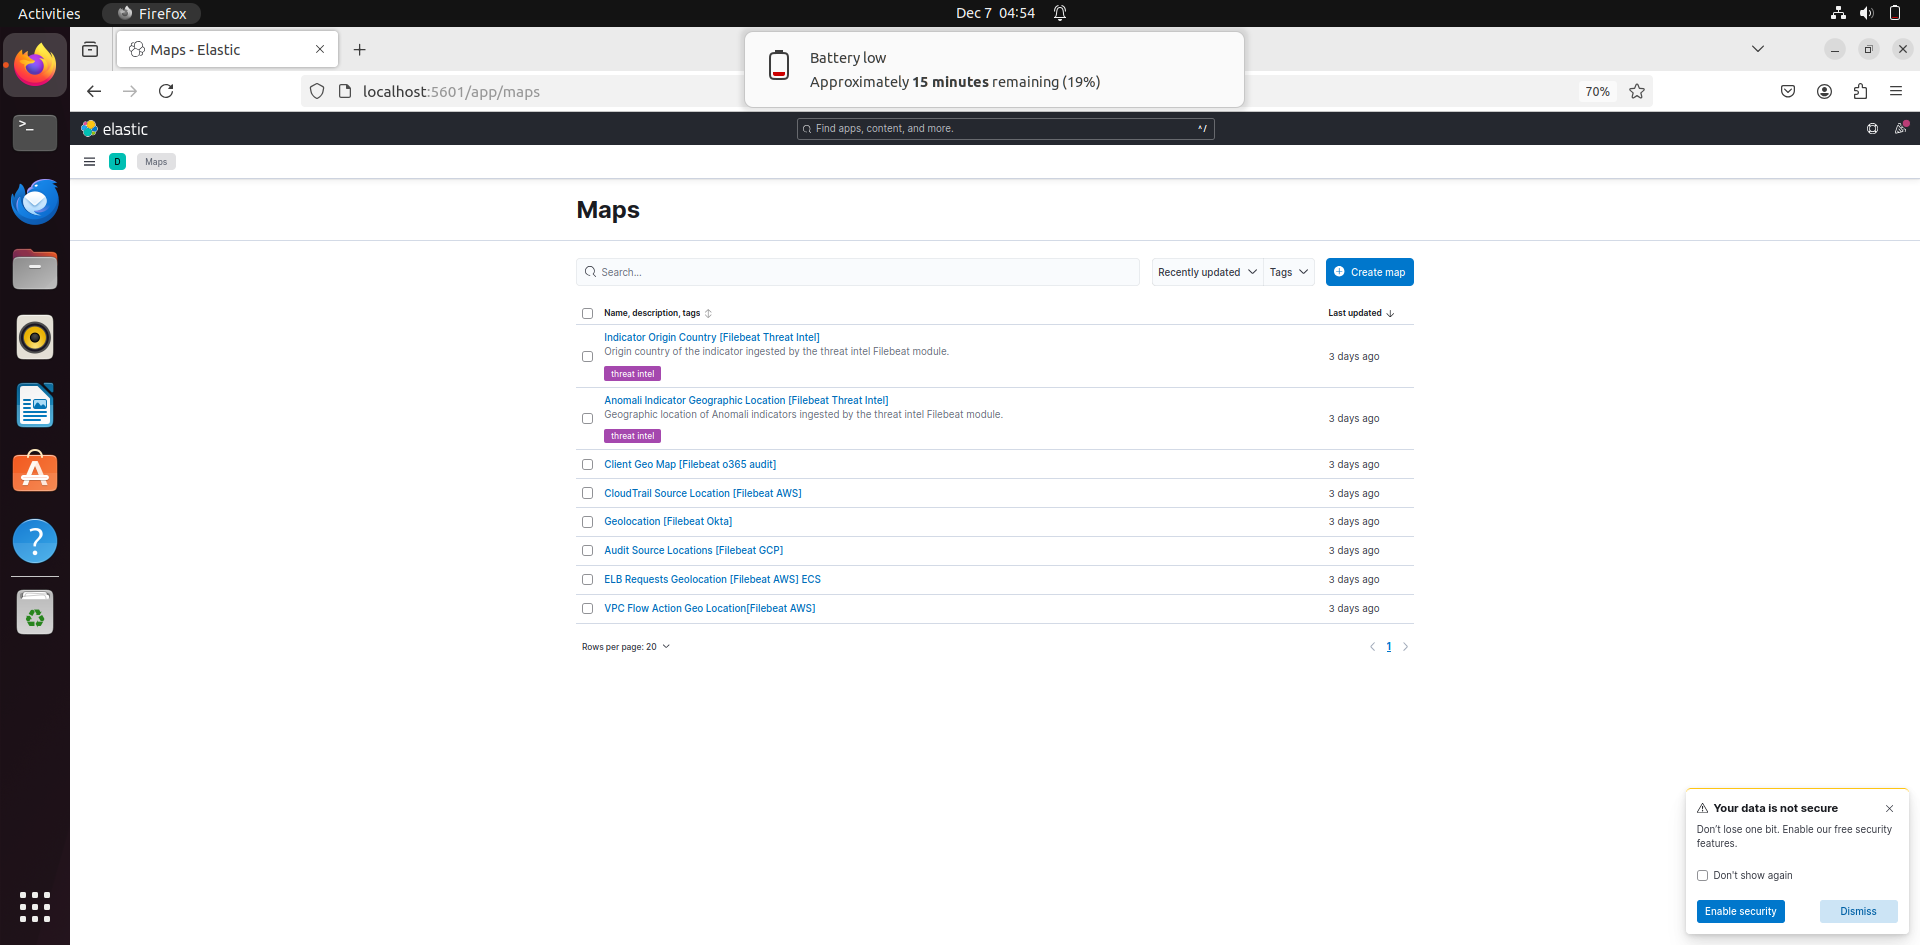 Activities
Firefox
Dec 7 04:54
Maps - Elastic
Battery low
Approximately 15 minutes remaining (19%)
localhost:5601/app/maps
70%
elastic
Find apps, content, and more.
^/
D
Maps
Maps
Search...
Recently updated
Tags
Create map
Name, description, tags
Last updated
Indicator Origin Country [Filebeat Threat Intel]
Origin country of the indicator ingested by the threat intel Filebeat module.
threat intel
3 days ago
Anomali Indicator Geographic Location [Filebeat Threat Intel]
Geographic location of Anomali indicators ingested by the threat intel Filebeat module.
threat intel
3 days ago
Client Geo Map [Filebeat o365 audit]
3 days ago
CloudTrail Source Location [Filebeat AWS]
3 days ago
Geolocation [Filebeat Okta]
3 days ago
Audit Source Locations [Filebeat GCP]
3 days ago
ELB Requests Geolocation [Filebeat AWS] ECS
3 days ago
VPC Flow Action Geo Location[Filebeat AWS]
3 days ago
Rows per page: 20
1
Your data is not secure
Don't lose one bit. Enable our free security
features.
Don't show again
Enable security
Dismiss